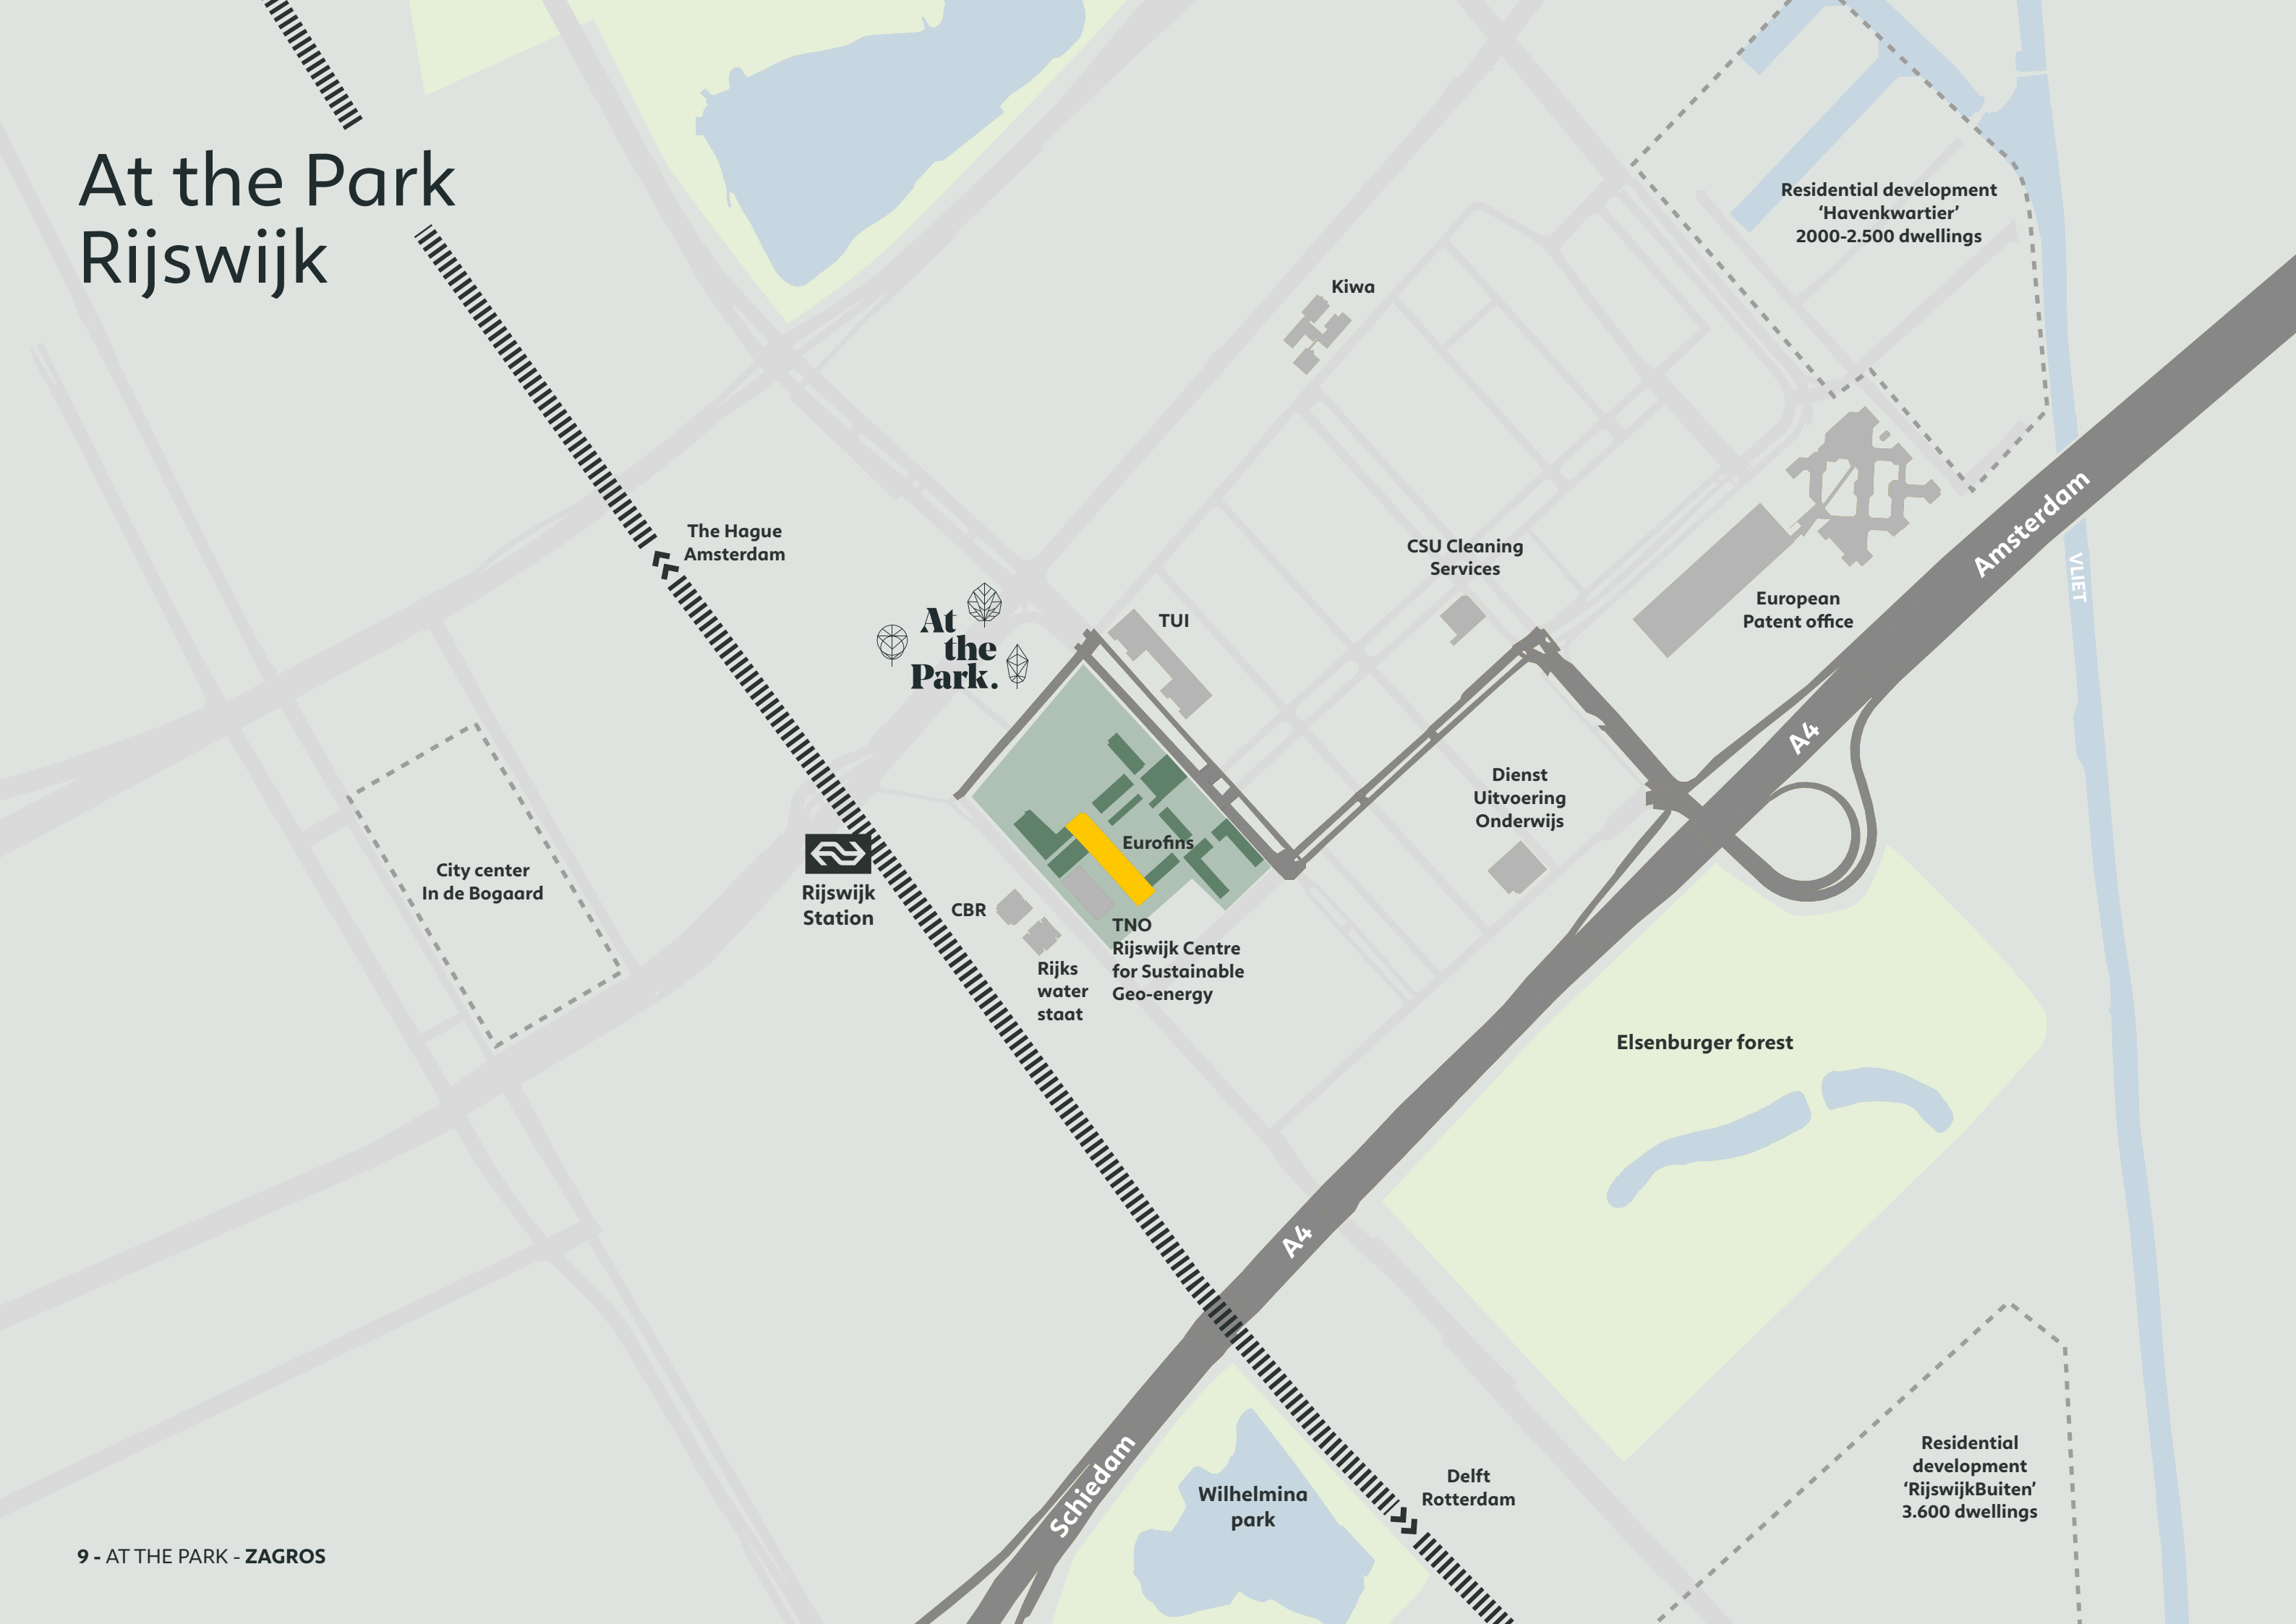 At the Park
Rijswijk
Residential development
‘Havenkwartier’
2000-2.500 dwellings
Kiwa
The Hague
Amsterdam
CSU Cleaning
Services
Amsterdam
VLIET
European
Patent office
At
the
Park.
TUI
A4
Dienst
Uitvoering
Onderwijs
Eurofins
City center
In de Bogaard
Rijswijk
Station
CBR
TNO
Rijswijk Centre
for Sustainable
Geo-energy
Rijks
water
staat
Elsenburger forest
A4
Schiedam
Wilhelmina
park
Delft
Rotterdam
Residential
development
‘RijswijkBuiten’
3.600 dwellings
9 - AT THE PARK - ZAGROS